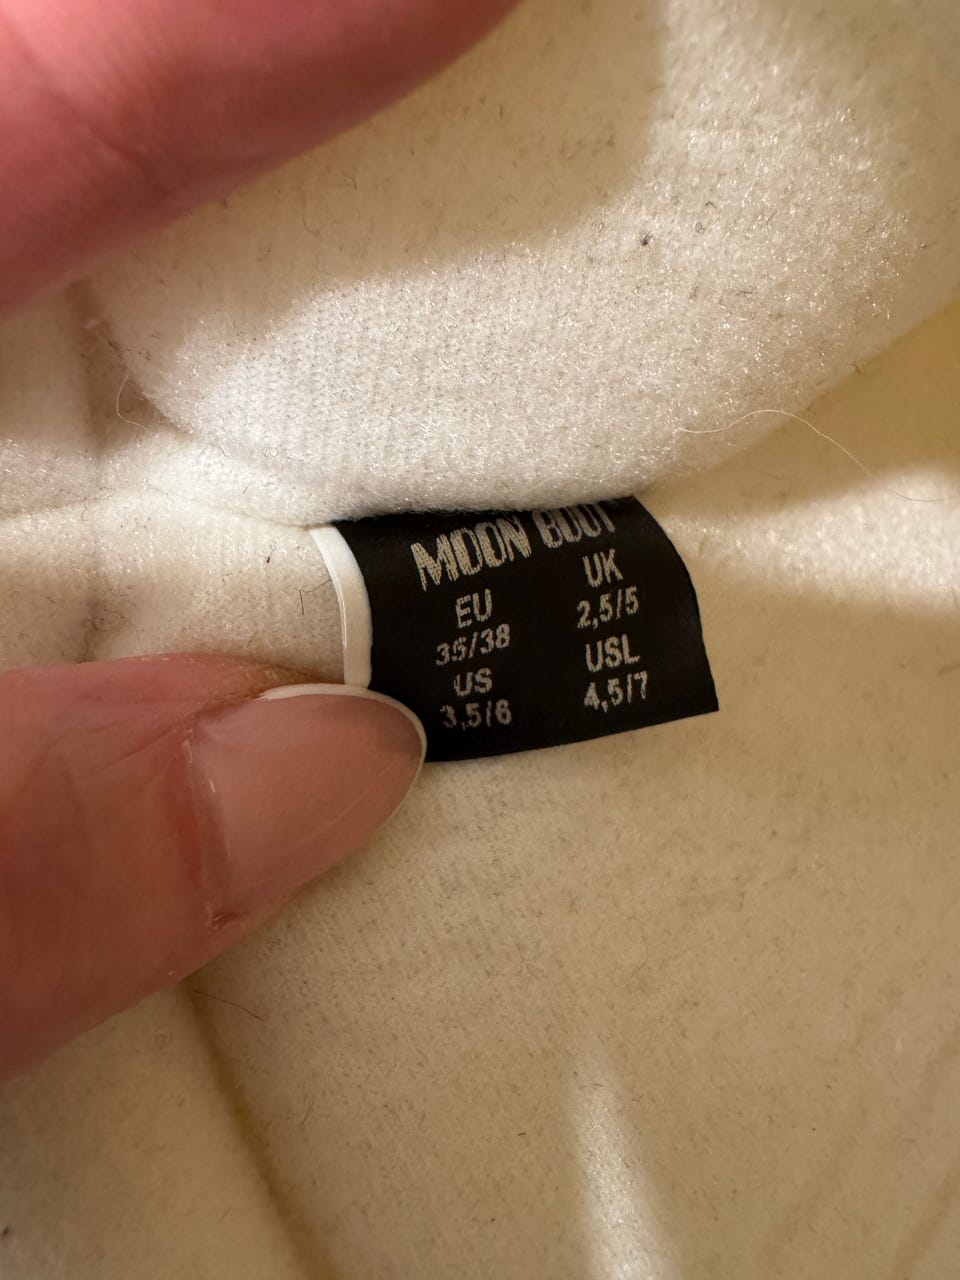 MOON BOOT
EU UK
35/38 2,5/5
US USL
3,5/6 4,5/7